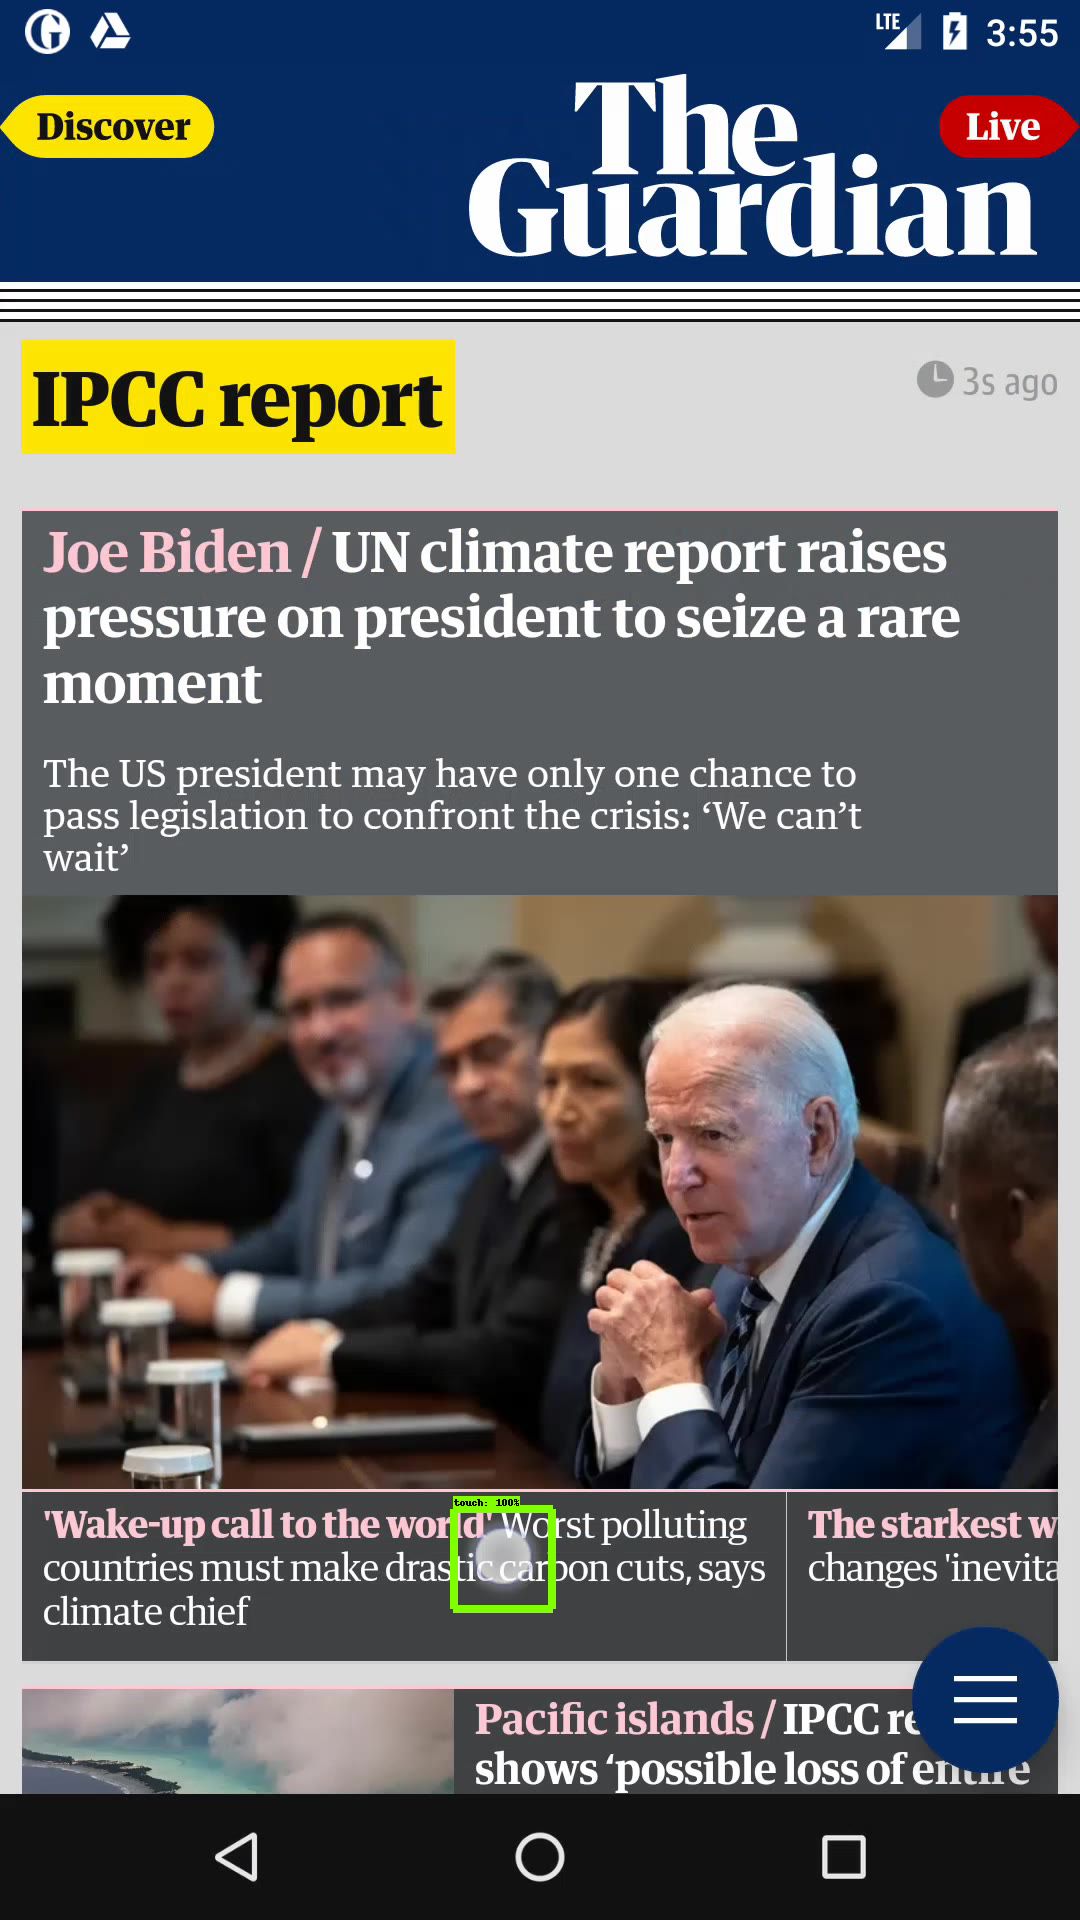 LTE 3:55
Discover
The
Guardian
Live
IPCC report
3s ago
Joe Biden / UN climate report raises
pressure on president to seize a rare
moment
The US president may have only one chance to
pass legislation to confront the crisis: ‘We can’t
wait’
touch: 100%
'Wake-up call to the world' Worst polluting
countries must make drastic carbon cuts, says
climate chief
The starkest w
changes 'inevita
Pacific islands / IPCC re
shows ‘possible loss of entire